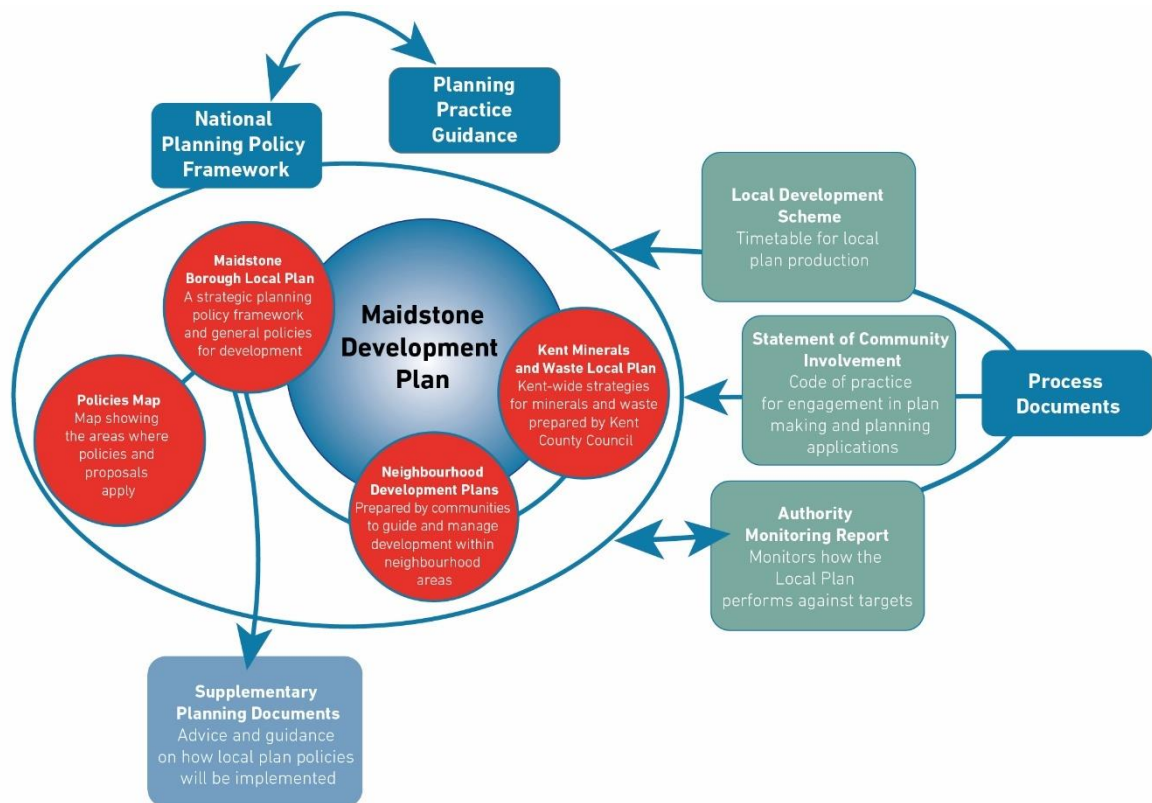 Planning
Practice
Guidance
National
Planning Policy
Framework
Local Development
Scheme
Timetable for local
plan production
Maidstone
Borough Local Plan
A strategic planning
policy framework
and general policies
for development
Maidstone
Development
Plan
Kent Minerals
and Waste Local Plan
Kent-wide strategies
for minerals and waste
prepared by Kent
County Council
Statement of Community
Involvement
Code of practice
for engagement in plan
making and planning
applications
Process
Documents
Policies Map
Map showing
the areas where
policies and
proposals
apply
Neighbourhood
Development Plans
Prepared by communities
to guide and manage
development within
neighbourhood
areas
Authority
Monitoring Report
Monitors how the
Local Plan
performs against targets
Supplementary
Planning Documents
Advice and guidance
on how local plan policies
will be implemented